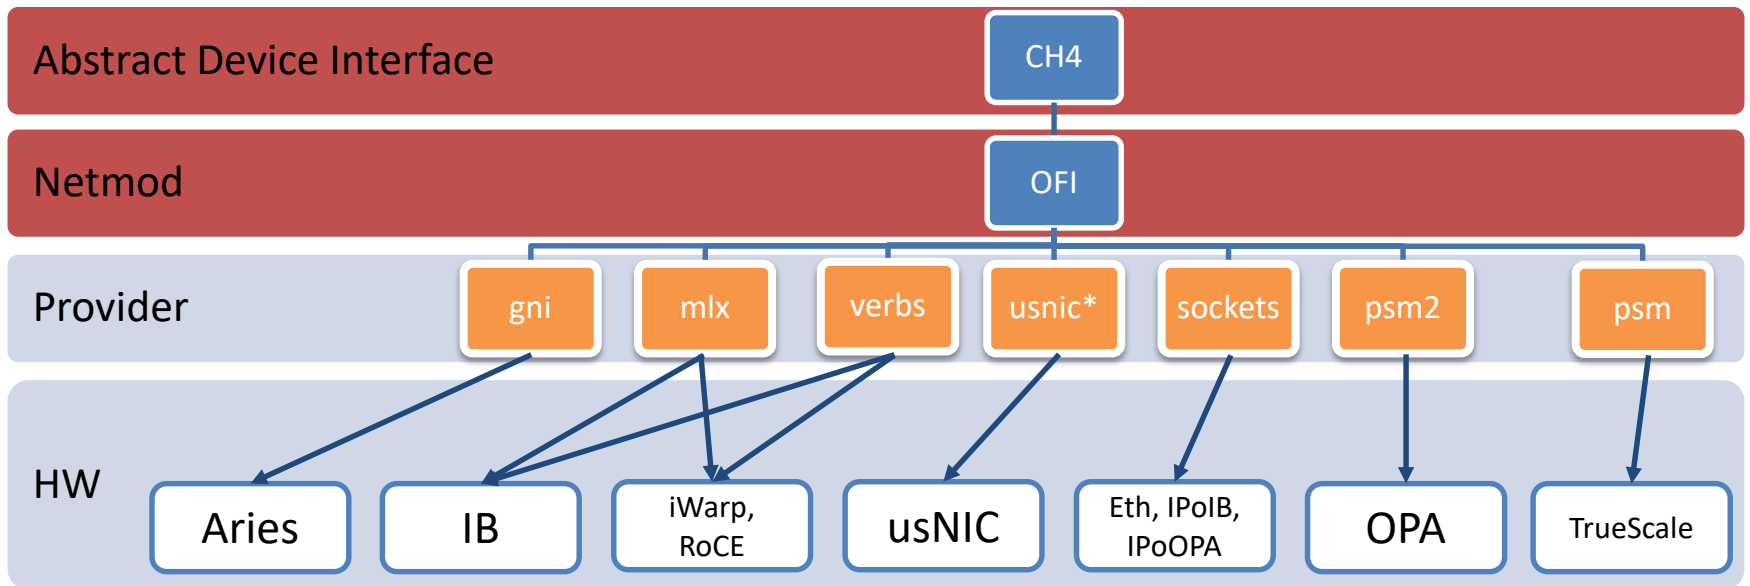 Abstract Device Interface
CH4
Netmod
OFI
Provider
gni
mlx
verbs
usnic*
sockets
psm2
psm
HW
Aries
IB
iWarp,
RoCE
usNIC
Eth, IPoIB,
IPoOPA
OPA
TrueScale